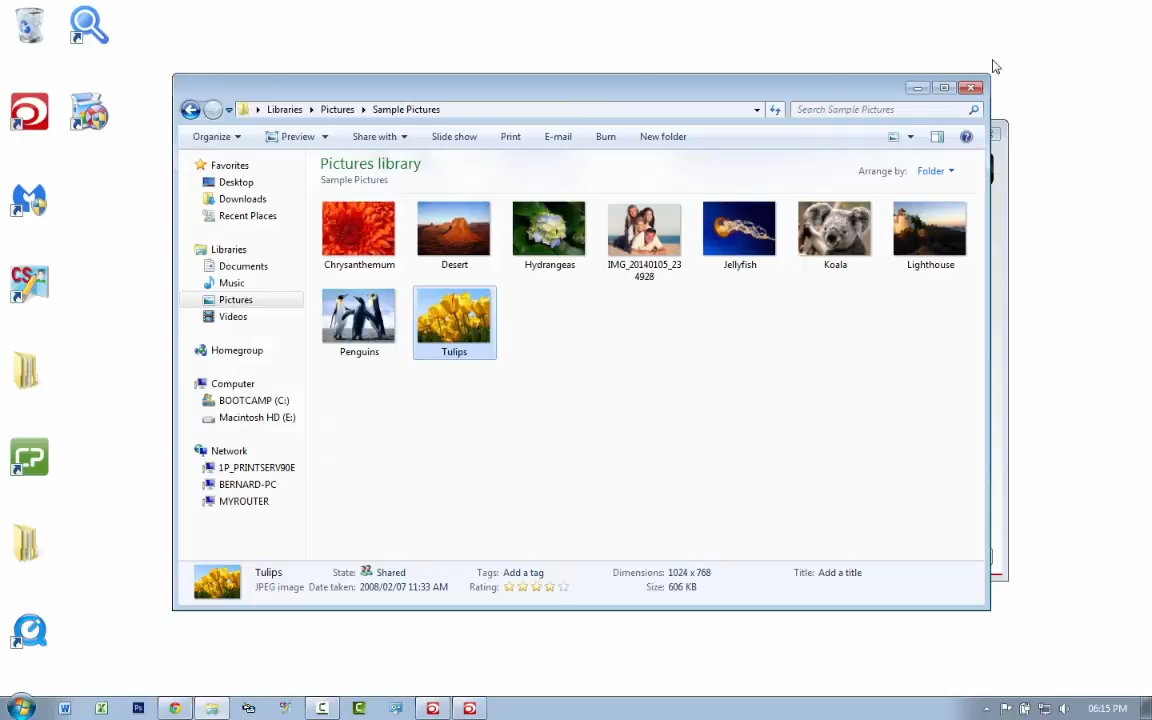 Libraries Pictures Sample Pictures
Search Sample Pictures
Organize Preview Share with Slide show Print E-mail Burn New folder
Favorites
Desktop
Downloads
Recent Places
Libraries
Documents
Music
Pictures
Videos
Homegroup
Computer
BOOTCAMP (C:)
Macintosh HD (E:)
Network
1P_PRINTSERV90E
BERNARD-PC
MYROUTER
Pictures library
Sample Pictures
Arrange by: Folder
Chrysanthemum
Desert
Hydrangeas
IMG_20140105_23
4928
Jellyfish
Koala
Lighthouse
Penguins
Tulips
Tulips State: Shared Tags: Add a tag Dimensions: 1024 x 768 Title: Add a title
JPEG image Date taken: 2008/02/07 11:33 AM Rating: Size: 606 KB
CS
CP
W X Ps C C
06:15 PM